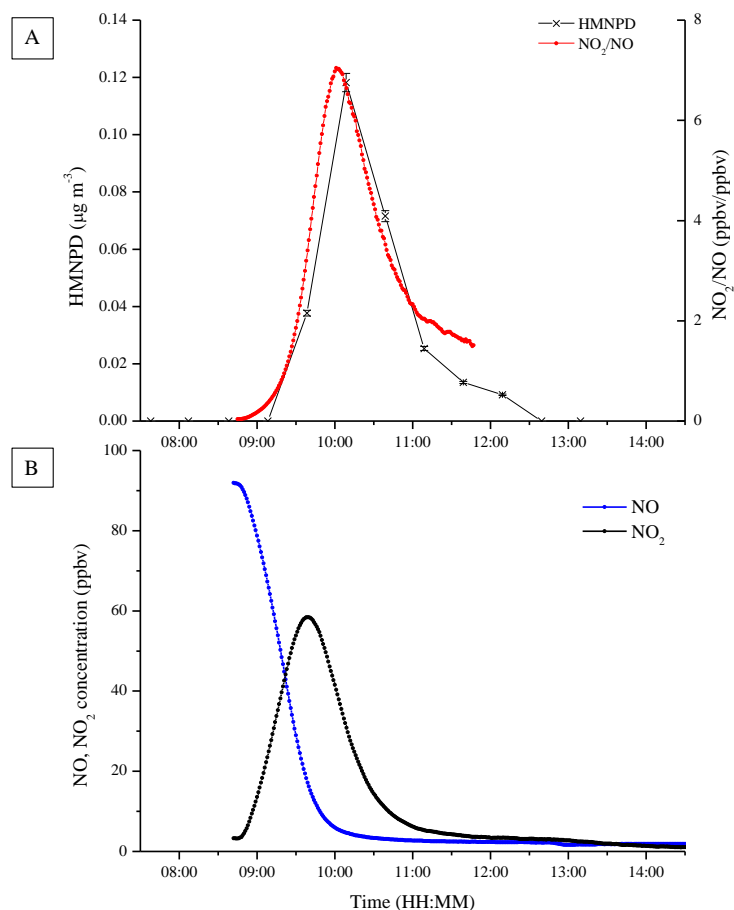 A
HMNPD
NO₂/NO
0.14
0.12
0.10
0.08
0.06
0.04
0.02
0.00
HMNPD (µg m⁻³)
8
6
4
2
0
NO₂/NO (ppbv/ppbv)
08:00 09:00 10:00 11:00 12:00 13:00 14:00
B
NO
NO₂
100
80
60
40
20
0
NO, NO₂ concentration (ppbv)
08:00 09:00 10:00 11:00 12:00 13:00 14:00
Time (HH:MM)